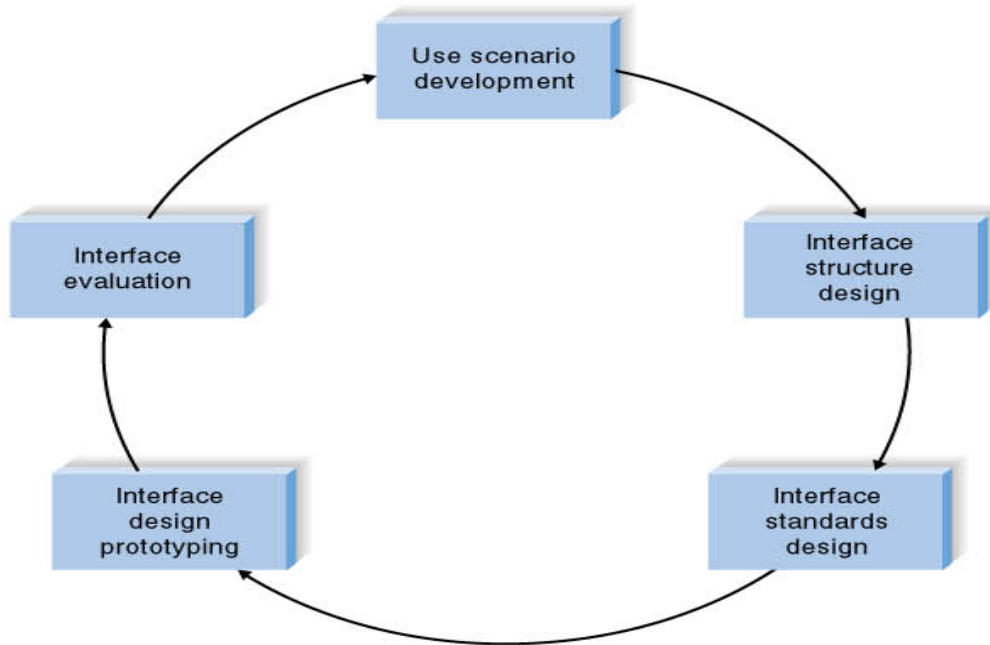 Use scenario
development
Interface
structure
design
Interface
standards
design
Interface
design
prototyping
Interface
evaluation